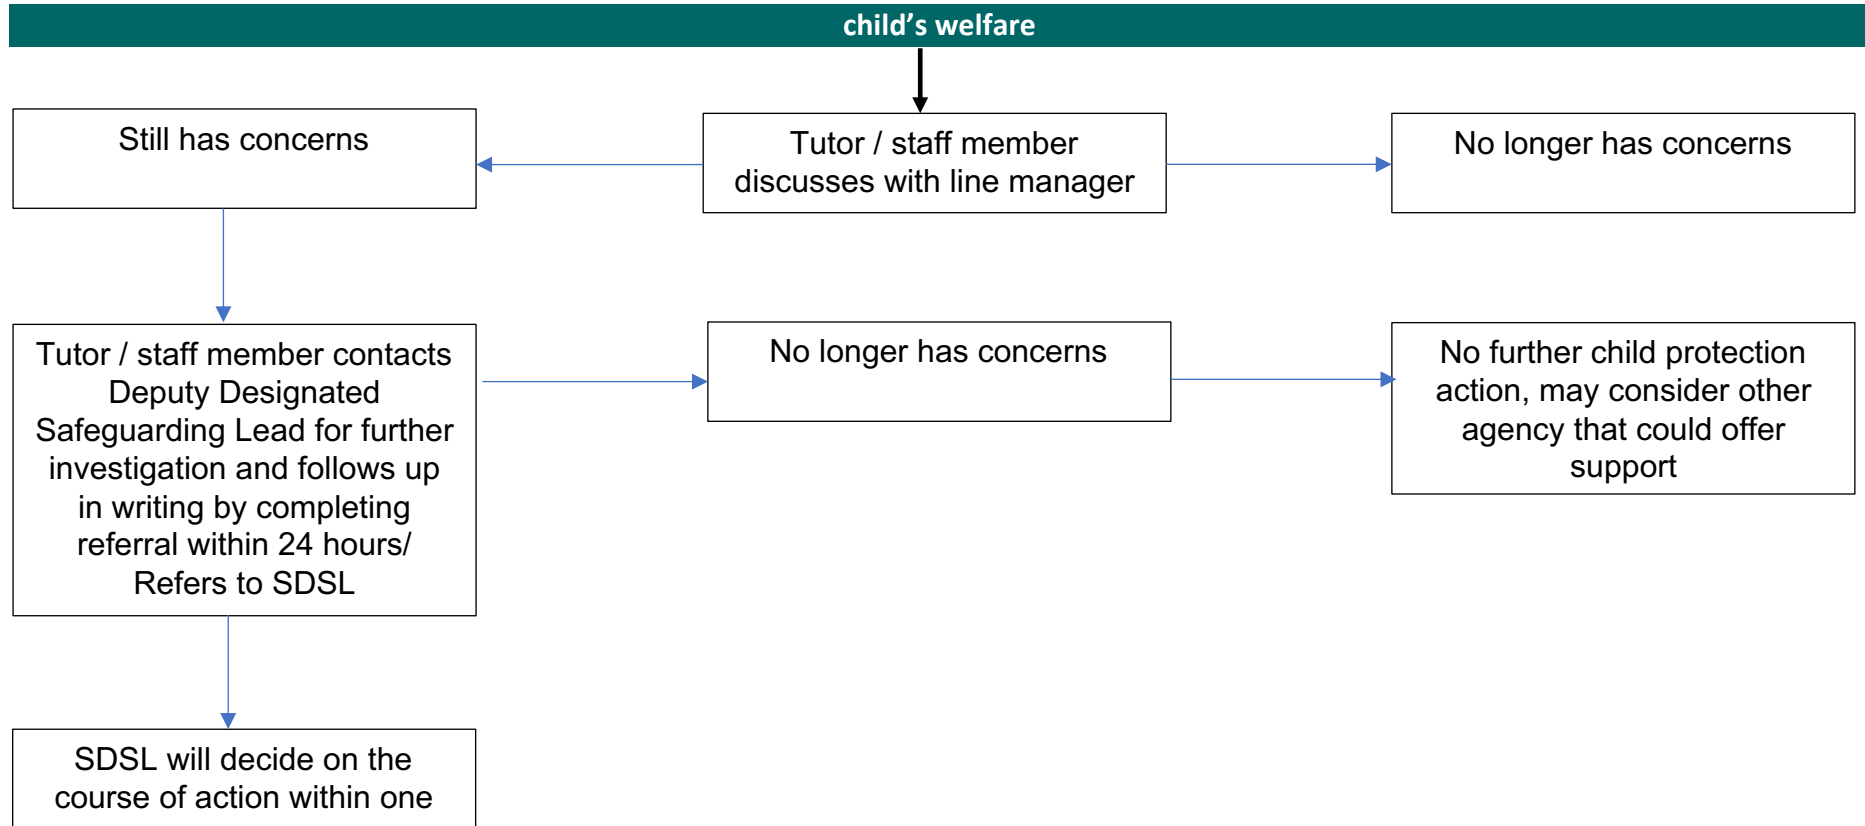 child's welfare
Still has concerns
Tutor / staff member
discusses with line manager
No longer has concerns
Tutor / staff member contacts
Deputy Designated
Safeguarding Lead for further
investigation and follows up
in writing by completing
referral within 24 hours/
Refers to SDSL
No longer has concerns
No further child protection
action, may consider other
agency that could offer
support
SDSL will decide on the
course of action within one